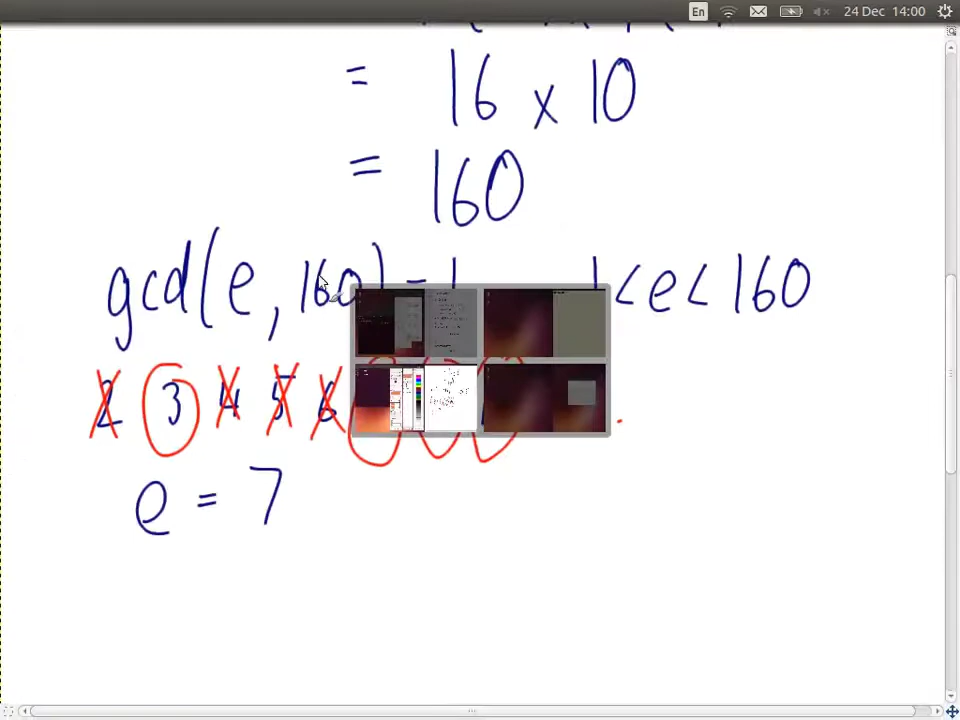 En 24 Dec 14:00
= 16 x 10
= 160
gcd(e, 160) = 1 1 < e < 160
2 3 4 5 6
e = 7